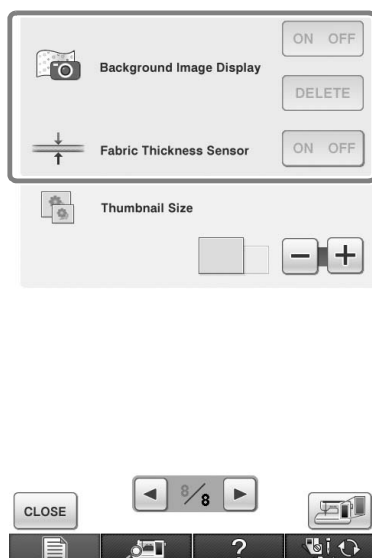 ON OFF
Background Image Display
DELETE
Fabric Thickness Sensor
ON OFF
Thumbnail Size
− +
8/8
CLOSE
?